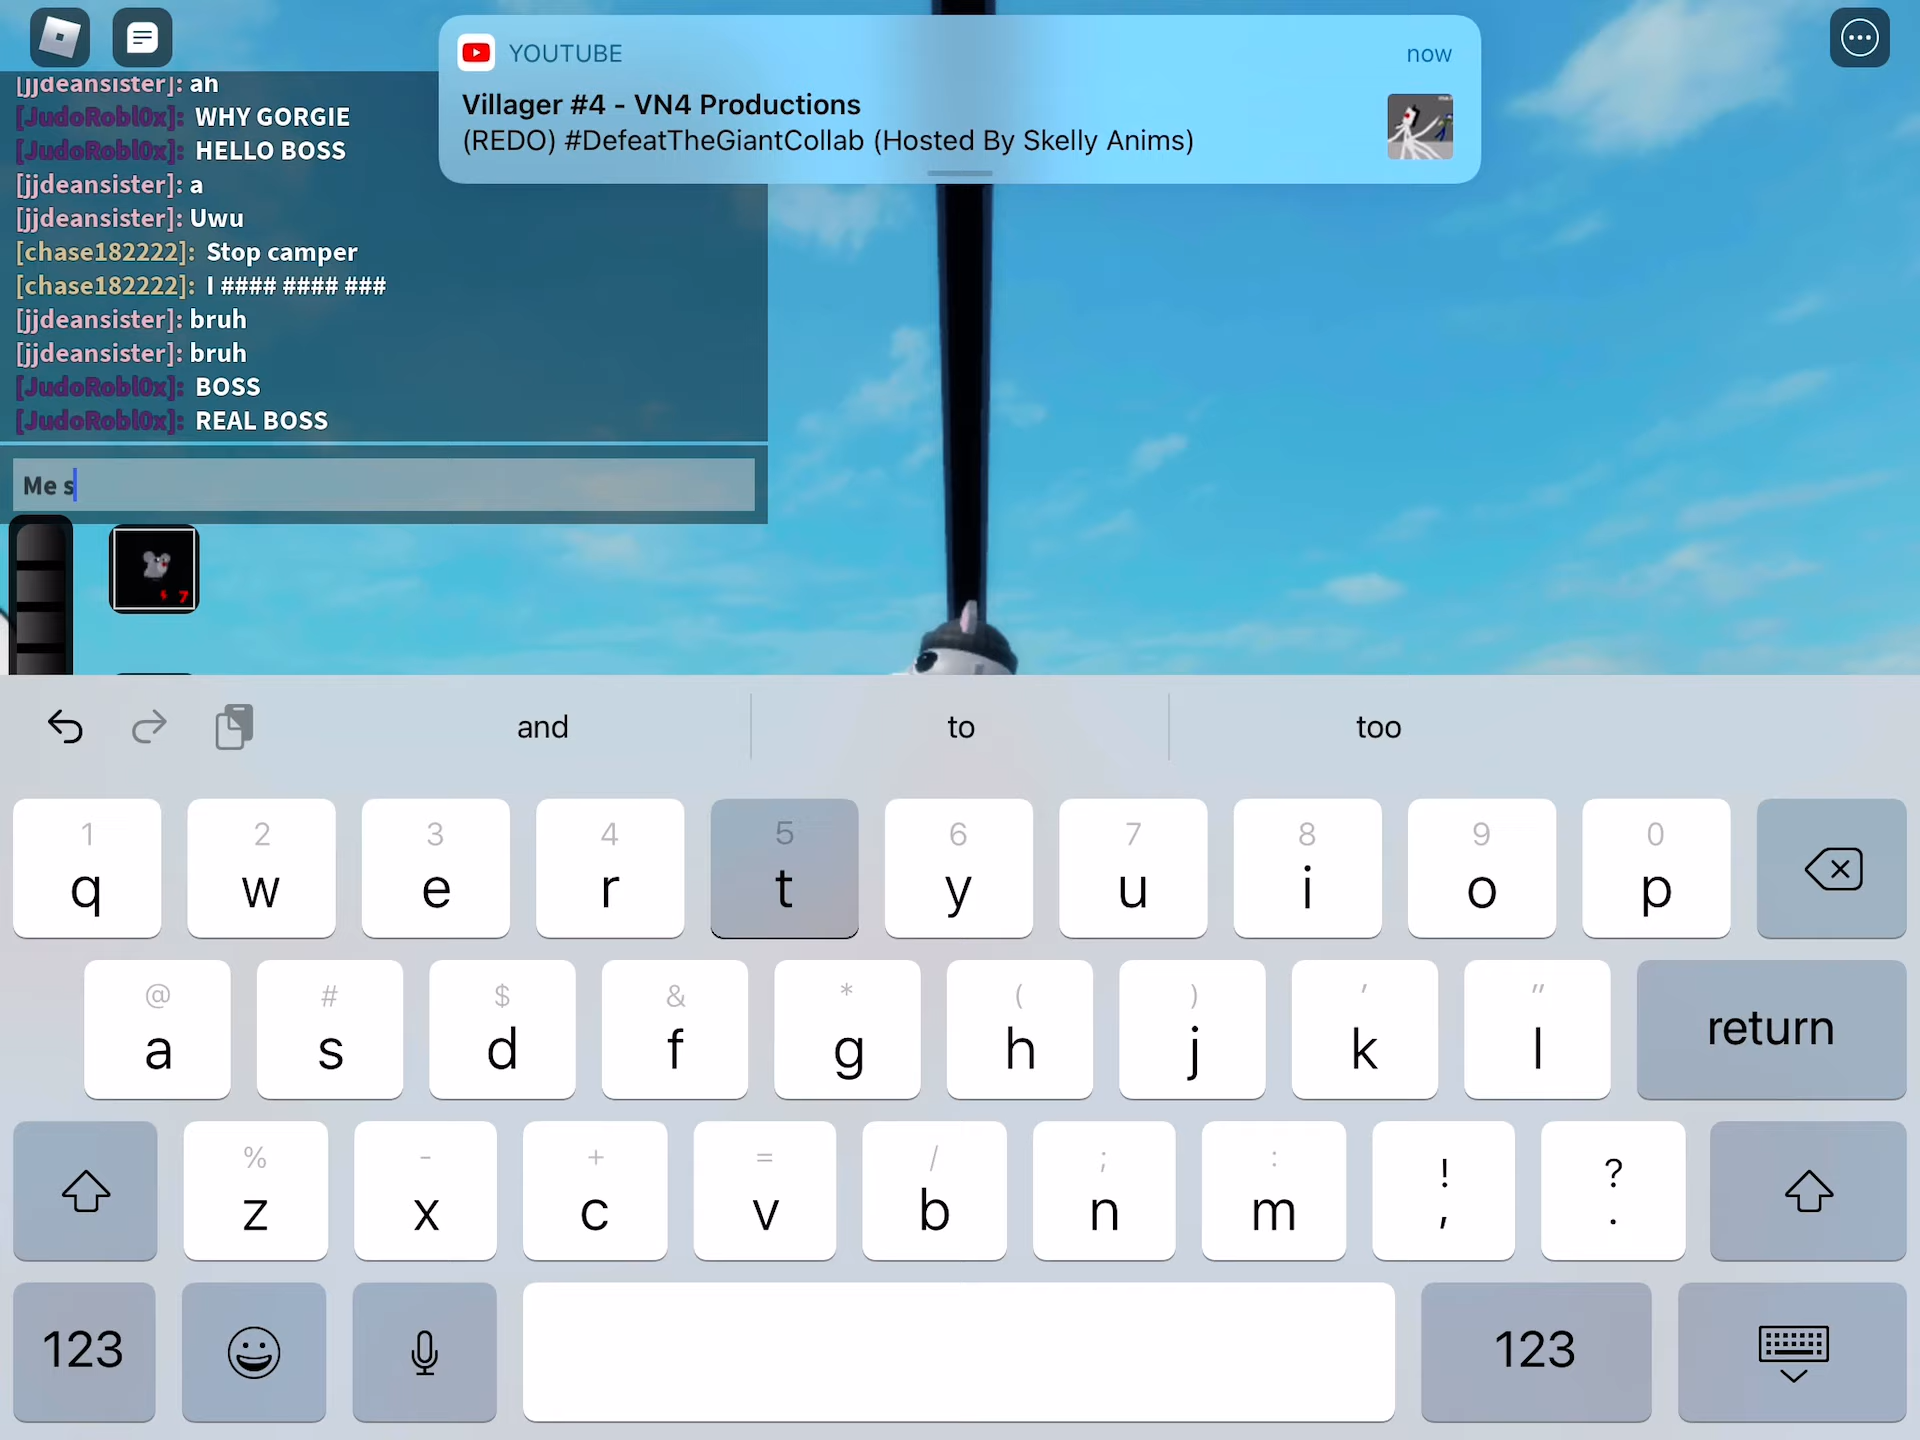 YOUTUBE
now
Villager #4 - VN4 Productions
(REDO) #DefeatTheGiantCollab (Hosted By Skelly Anims)
[jjdeansister]: ah
[JudoRobl0x]: WHY GORGIE
[JudoRobl0x]: HELLO BOSS
[jjdeansister]: a
[jjdeansister]: Uwu
[chase182222]: Stop camper
[chase182222]: I #### #### ###
[jjdeansister]: bruh
[jjdeansister]: bruh
[JudoRobl0x]: BOSS
[JudoRobl0x]: REAL BOSS
Me s
7
and to too
1 2 3 4 5 6 7 8 9 0
q w e r t y u i o p
@ # $ & * ( ) ' "
a s d f g h j k l return
% - + = / ; : ! ?
z x c v b n m , .
123 123